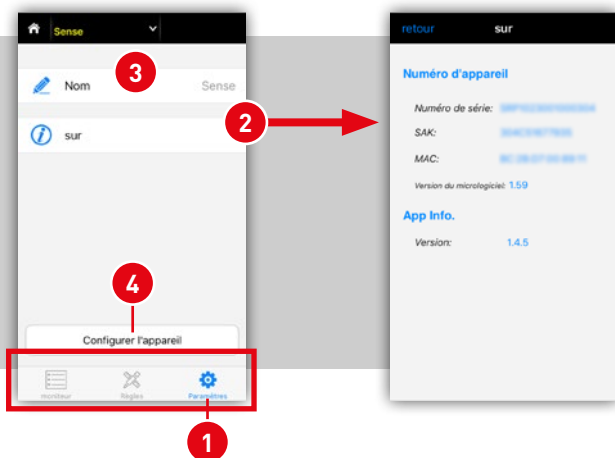 Sense
Nom
Sense
sur
Configurer l'appareil
moniteur
Règles
Paramètres
3
2
4
1
retour
sur
Numéro d'appareil
Numéro de série:
SAK:
MAC:
Version du micrologiciel: 1.59
App Info.
Version: 1.4.5